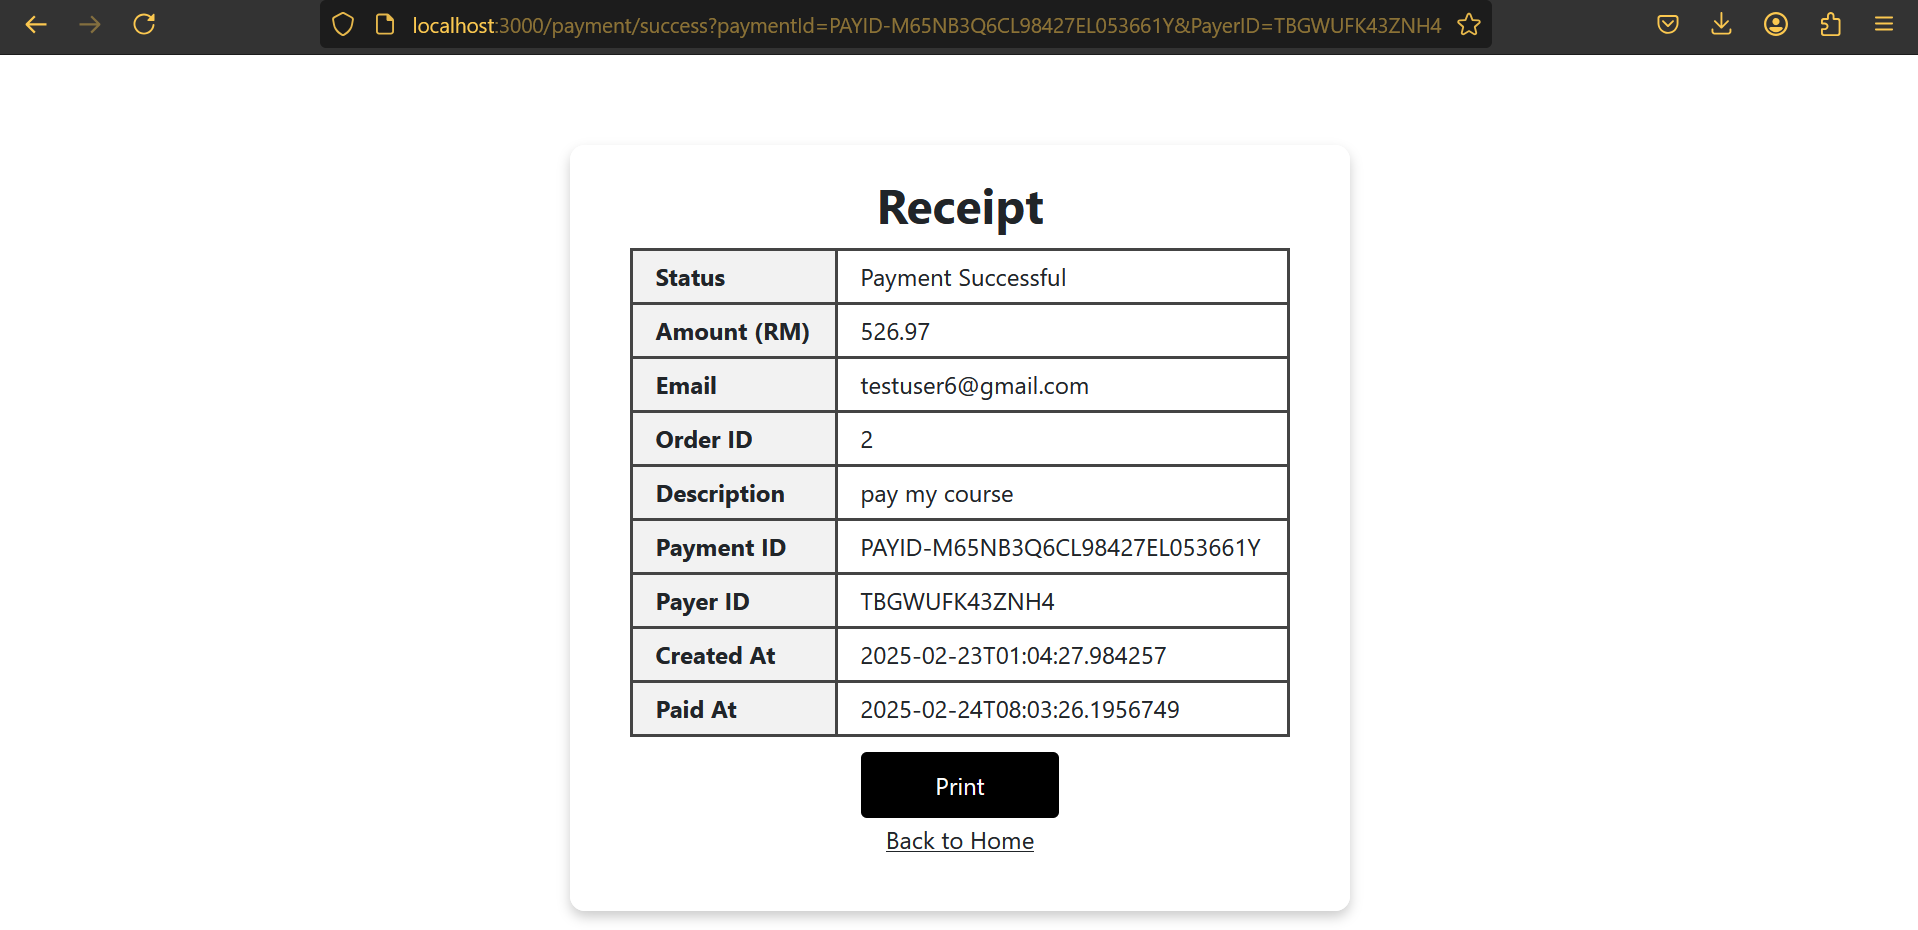 localhost:3000/payment/success?paymentId=PAYID-M65NB3Q6CL98427EL053661Y&PayerID=TBGWUFK43ZNH4
Receipt
Status Payment Successful
Amount (RM) 526.97
Email testuser6@gmail.com
Order ID 2
Description pay my course
Payment ID PAYID-M65NB3Q6CL98427EL053661Y
Payer ID TBGWUFK43ZNH4
Created At 2025-02-23T01:04:27.984257
Paid At 2025-02-24T08:03:26.1956749
Print
Back to Home